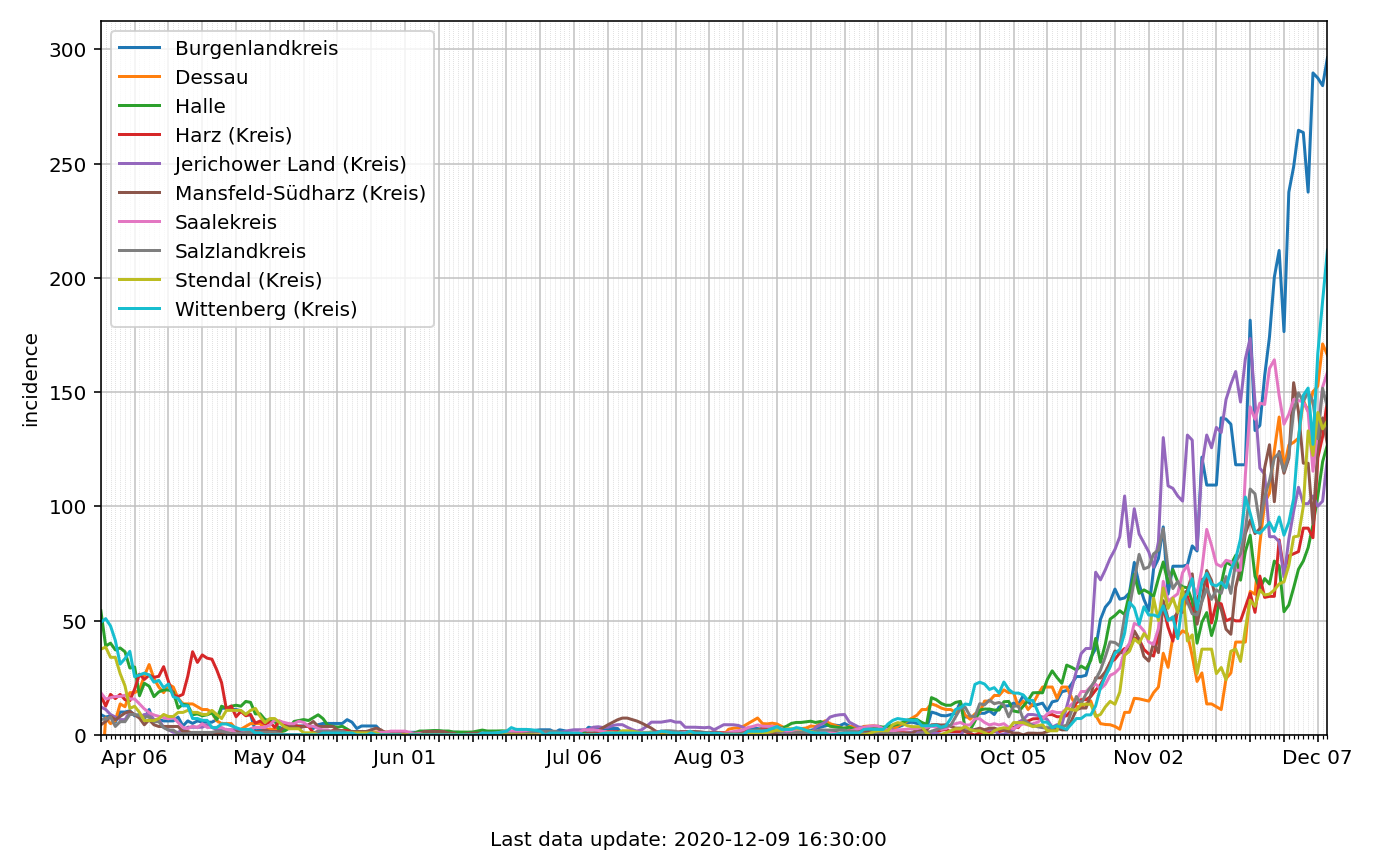 300
250
200
150
100
50
0
incidence
Burgenlandkreis
Dessau
Halle
Harz (Kreis)
Jerichower Land (Kreis)
Mansfeld-Südharz (Kreis)
Saalekreis
Salzlandkreis
Stendal (Kreis)
Wittenberg (Kreis)
Apr 06 May 04 Jun 01 Jul 06 Aug 03 Sep 07 Oct 05 Nov 02 Dec 07
Last data update: 2020-12-09 16:30:00